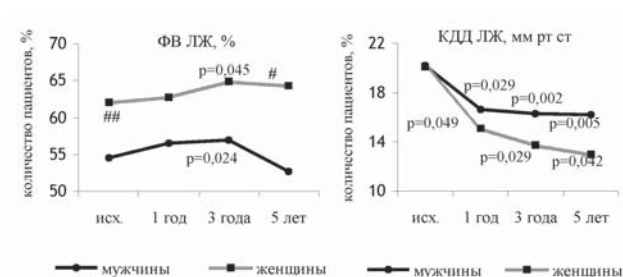 ФВ ЛЖ, %
количество пациентов, %
70
65
60
55
50
##
p=0,045
#
p=0,024
исх.
1 год
3 года
5 лет
мужчины
женщины
КДД ЛЖ, мм рт ст
количество пациентов, %
22
18
14
10
p=0,029
p=0,002
p=0,005
p=0,049
p=0,029
p=0,042
исх.
1 год
3 года
5 лет
мужчины
женщины